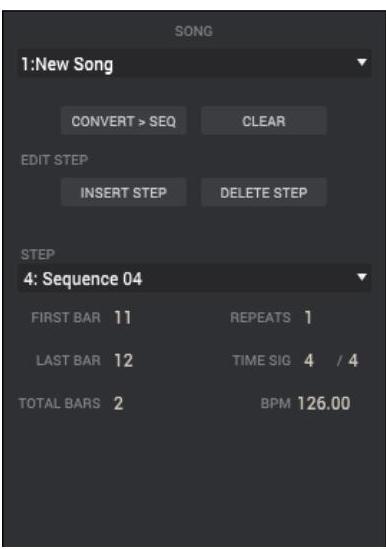 SONG
1:New Song
CONVERT > SEQ CLEAR
EDIT STEP
INSERT STEP DELETE STEP
STEP
4: Sequence 04
FIRST BAR 11 REPEATS 1
LAST BAR 12 TIME SIG 4 / 4
TOTAL BARS 2 BPM 126.00